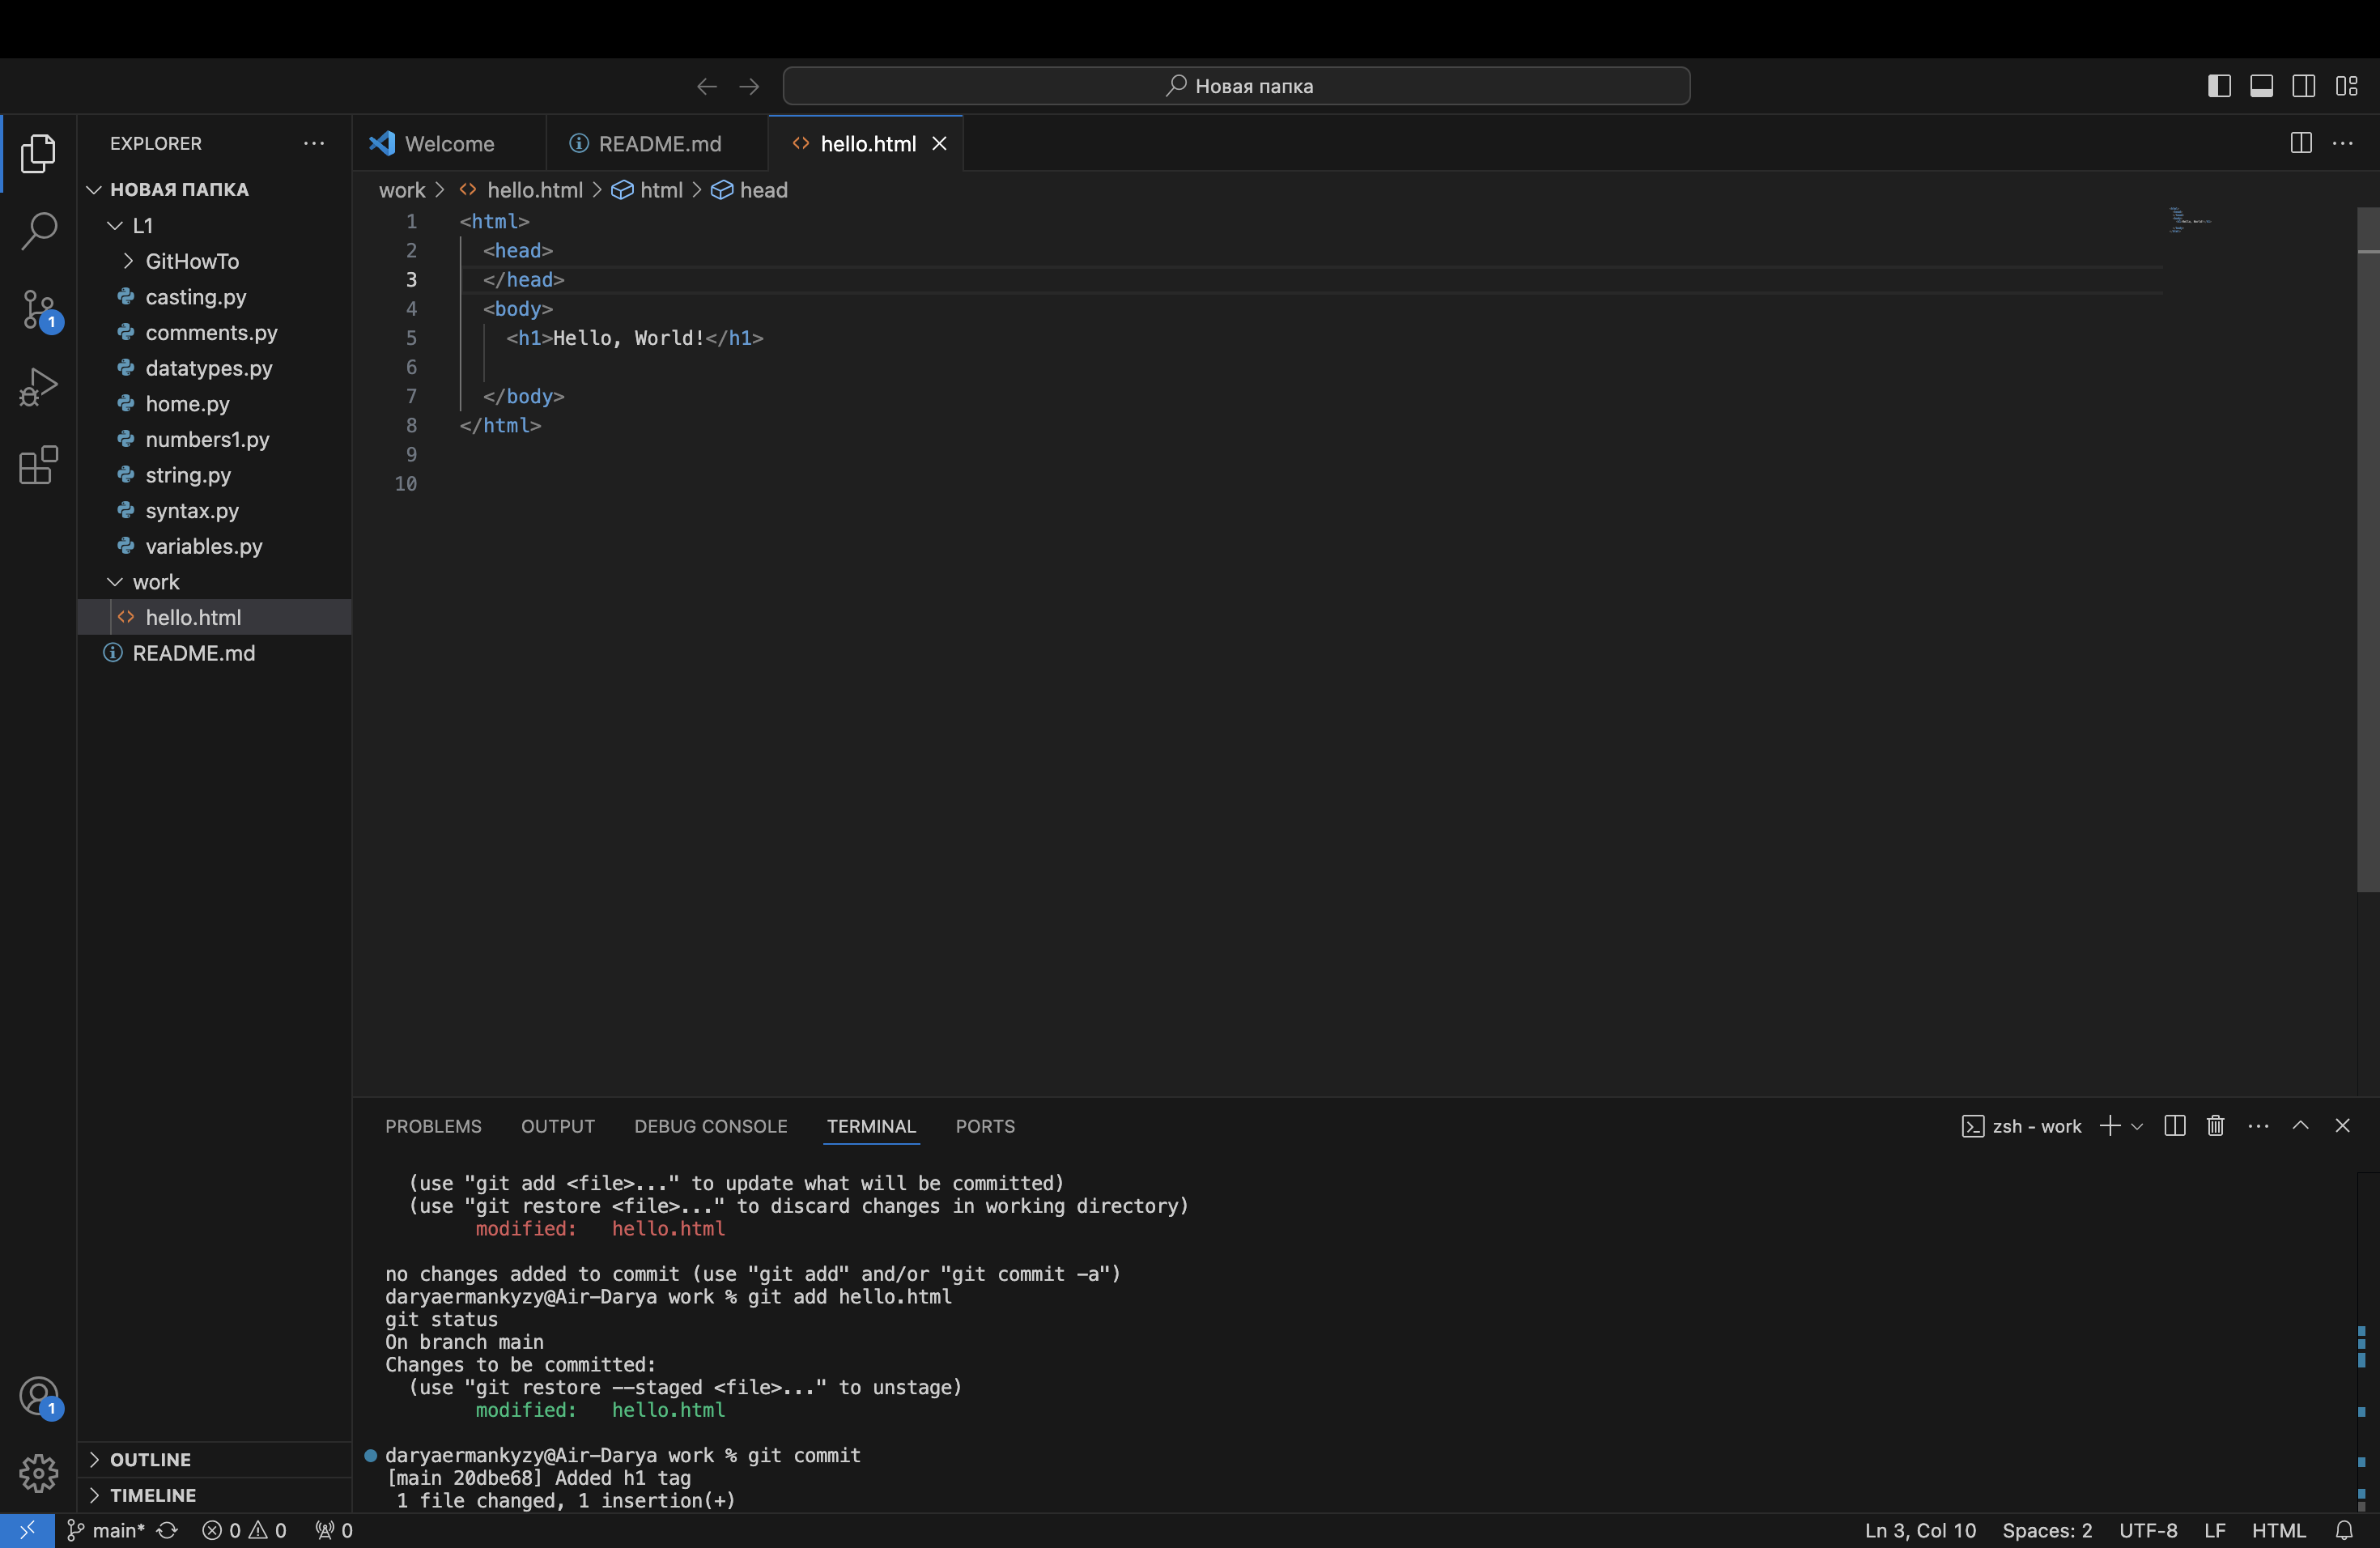 Новая папка
EXPLORER
Welcome
README.md
hello.html
НОВАЯ ПАПКА
L1
GitHowTo
casting.py
comments.py
datatypes.py
home.py
numbers1.py
string.py
syntax.py
variables.py
work
hello.html
README.md
OUTLINE
TIMELINE
1
1
work > hello.html > html > head
1 <html>
2 <head>
3 </head>
4 <body>
5 <h1>Hello, World!</h1>
6
7 </body>
8 </html>
9
10
PROBLEMS OUTPUT DEBUG CONSOLE TERMINAL PORTS
zsh - work
(use "git add <file>..." to update what will be committed)
(use "git restore <file>..." to discard changes in working directory)
modified: hello.html
no changes added to commit (use "git add" and/or "git commit -a")
daryaermankyzy@Air-Darya work % git add hello.html
git status
On branch main
Changes to be committed:
(use "git restore --staged <file>..." to unstage)
modified: hello.html
daryaermankyzy@Air-Darya work % git commit
[main 20dbe68] Added h1 tag
1 file changed, 1 insertion(+)
main* 0 0 0
Ln 3, Col 10 Spaces: 2 UTF-8 LF HTML